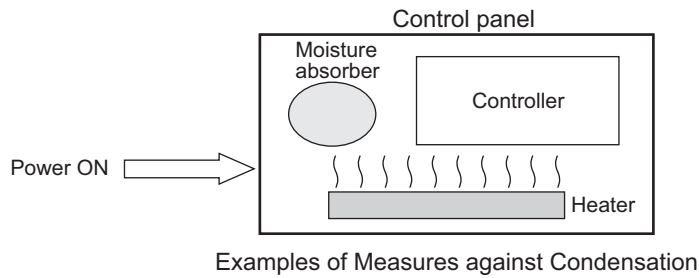 Control panel
Moisture
absorber
Controller
Power ON
Heater
Examples of Measures against Condensation